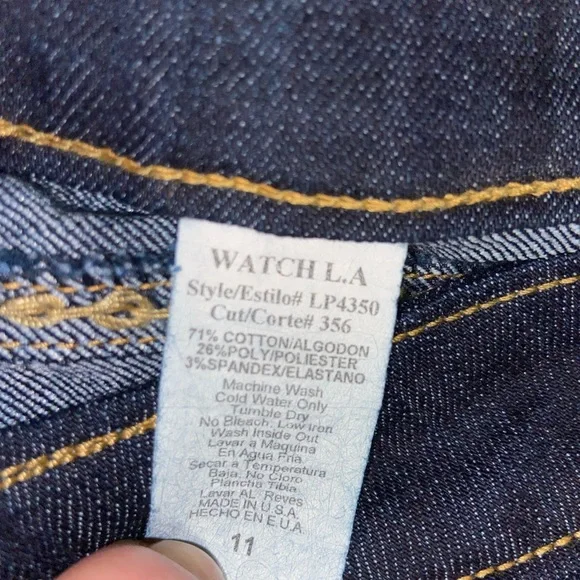 WATCH L.A
Style/Estilo# LP4350
Cut/Corte# 356
71% COTTON/ALGODON
26%POLY/POLIESTER
3%SPANDEX/ELASTANO
Machine Wash
Cold Water Only
Tumble Dry
No Bleach, Low Iron
Wash Inside Out
Lavar a Maquina
En Agua Fria
Secar a Temperatura
Baja, No Cloro
Plancha Tibia
Lavar AL Reves
MADE IN U.S.A
HECHO EN E.U.A.
11